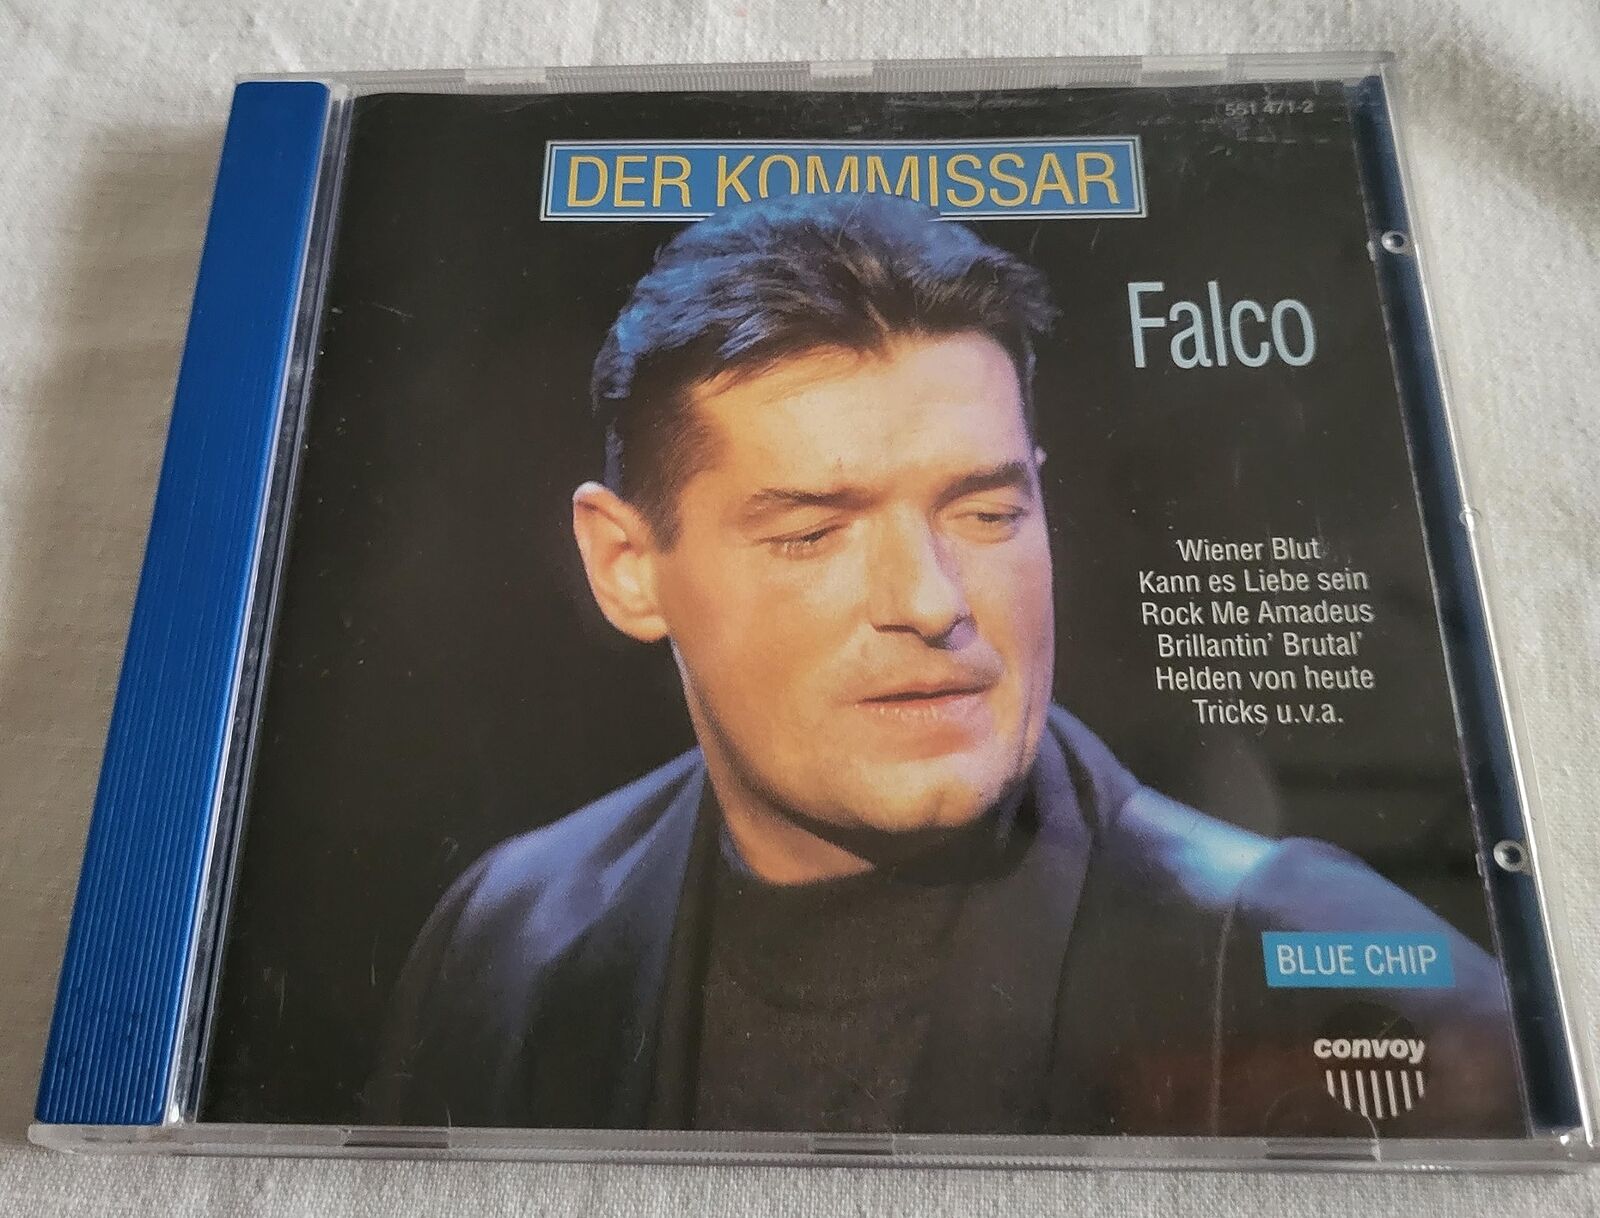 551 471-2
DER KOMMISSAR
Falco
Wiener Blut
Kann es Liebe sein
Rock Me Amadeus
Brillantin' Brutal'
Helden von heute
Tricks u.v.a.
BLUE CHIP
convoy